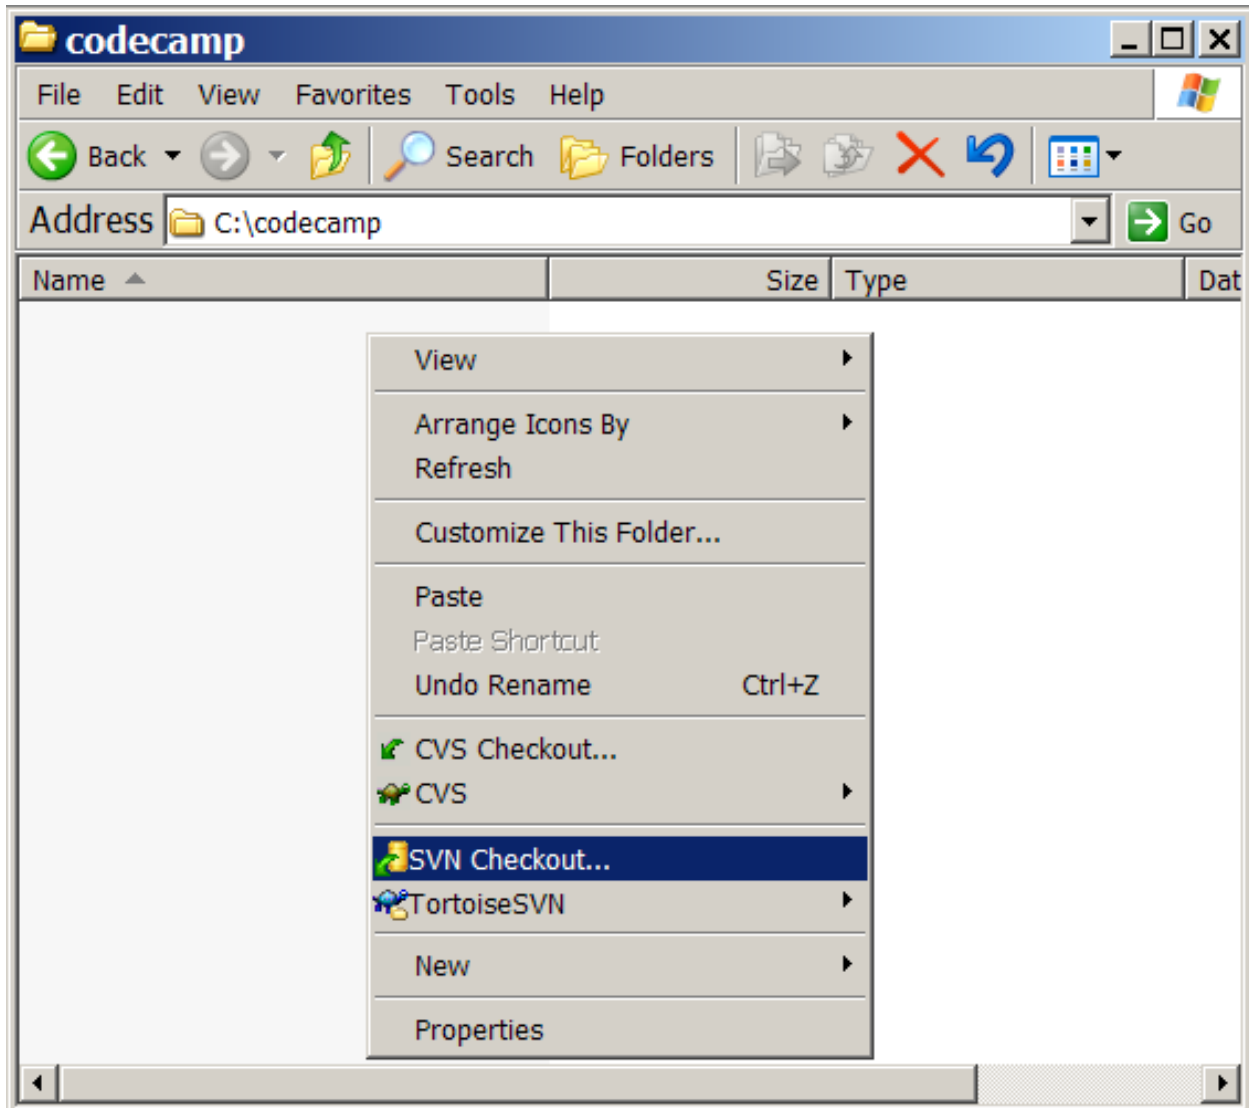 codecamp
File Edit View Favorites Tools Help
Back Search Folders
Address C:\codecamp Go
Name Size Type Dat
View
Arrange Icons By
Refresh
Customize This Folder...
Paste
Paste Shortcut
Undo Rename Ctrl+Z
CVS Checkout...
CVS
SVN Checkout...
TortoiseSVN
New
Properties